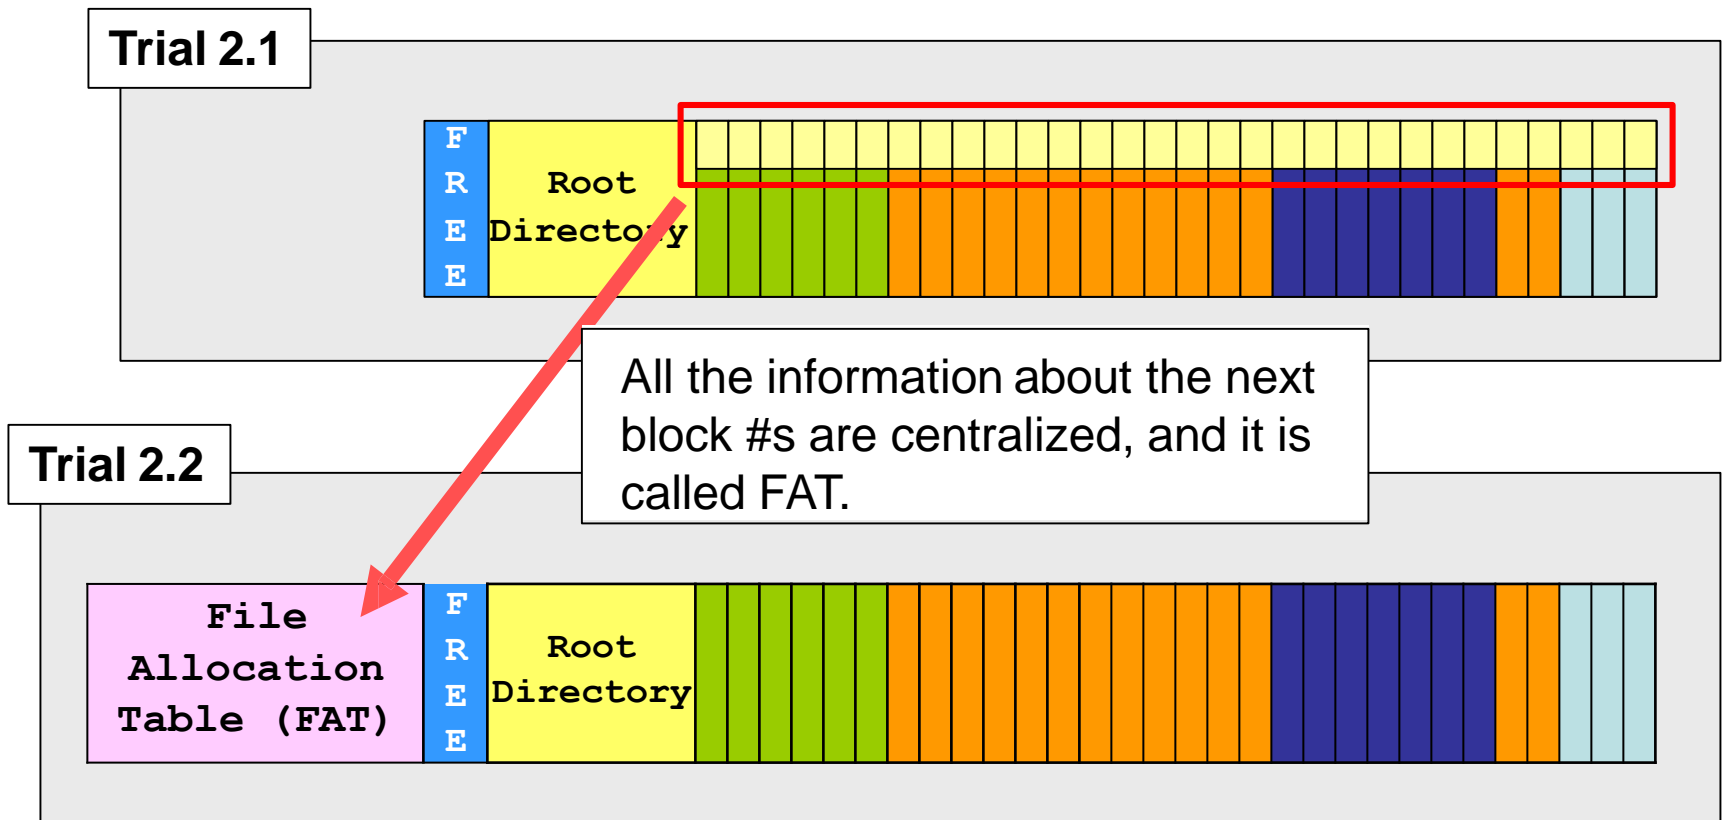 Trial 2.1
F
R
E
E
Root
Directory
All the information about the next
block #s are centralized, and it is
called FAT.
Trial 2.2
File
Allocation
Table (FAT)
F
R
E
E
Root
Directory